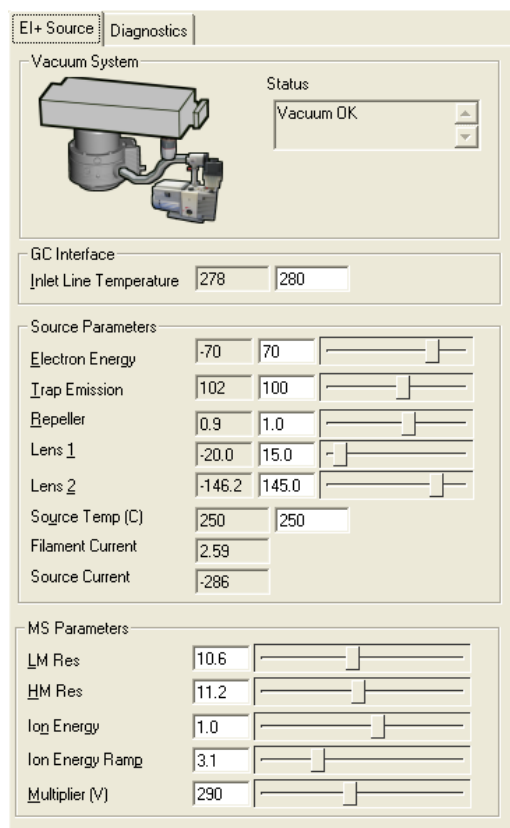 EI+ Source Diagnostics
Vacuum System
Status
Vacuum OK
GC Interface
Inlet Line Temperature 278 280
Source Parameters
Electron Energy -70 70
Trap Emission 102 100
Repeller 0.9 1.0
Lens 1 -20.0 15.0
Lens 2 -146.2 145.0
Source Temp (C) 250 250
Filament Current 2.59
Source Current -286
MS Parameters
LM Res 10.6
HM Res 11.2
Ion Energy 1.0
Ion Energy Ramp 3.1
Multiplier (V) 290